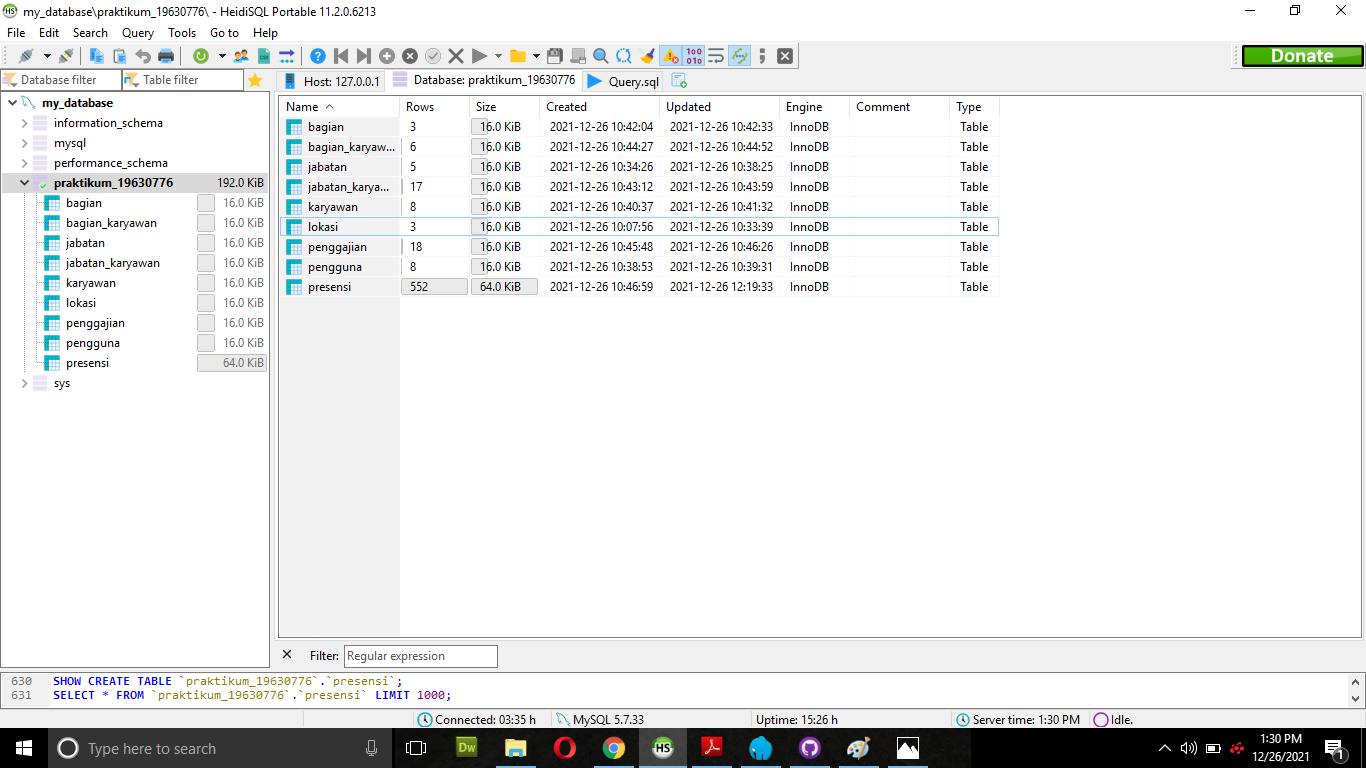 my_database\praktikum_19630776\ - HeidiSQL Portable 11.2.0.6213
File Edit Search Query Tools Go to Help
Donate
Database filter Table filter
Host: 127.0.0.1 Database: praktikum_19630776 Query.sql
my_database
information_schema
mysql
performance_schema
praktikum_19630776 192.0 KiB
bagian 16.0 KiB
bagian_karyawan 16.0 KiB
jabatan 16.0 KiB
jabatan_karyawan 16.0 KiB
karyawan 16.0 KiB
lokasi 16.0 KiB
penggajian 16.0 KiB
pengguna 16.0 KiB
presensi 64.0 KiB
sys
Name Rows Size Created Updated Engine Comment Type
bagian 3 16.0 KiB 2021-12-26 10:42:04 2021-12-26 10:42:33 InnoDB Table
bagian_karyaw... 6 16.0 KiB 2021-12-26 10:44:27 2021-12-26 10:44:52 InnoDB Table
jabatan 5 16.0 KiB 2021-12-26 10:34:26 2021-12-26 10:38:25 InnoDB Table
jabatan_karya... 17 16.0 KiB 2021-12-26 10:43:12 2021-12-26 10:43:59 InnoDB Table
karyawan 8 16.0 KiB 2021-12-26 10:40:37 2021-12-26 10:41:32 InnoDB Table
lokasi 3 16.0 KiB 2021-12-26 10:07:56 2021-12-26 10:33:39 InnoDB Table
penggajian 18 16.0 KiB 2021-12-26 10:45:48 2021-12-26 10:46:26 InnoDB Table
pengguna 8 16.0 KiB 2021-12-26 10:38:53 2021-12-26 10:39:31 InnoDB Table
presensi 552 64.0 KiB 2021-12-26 10:46:59 2021-12-26 12:19:33 InnoDB Table
Filter: Regular expression
630 SHOW CREATE TABLE `praktikum_19630776`.`presensi`;
631 SELECT * FROM `praktikum_19630776`.`presensi` LIMIT 1000;
Connected: 03:35 h MySQL 5.7.33 Uptime: 15:26 h Server time: 1:30 PM Idle.
Type here to search
Dw
HS
1:30 PM
12/26/2021
1